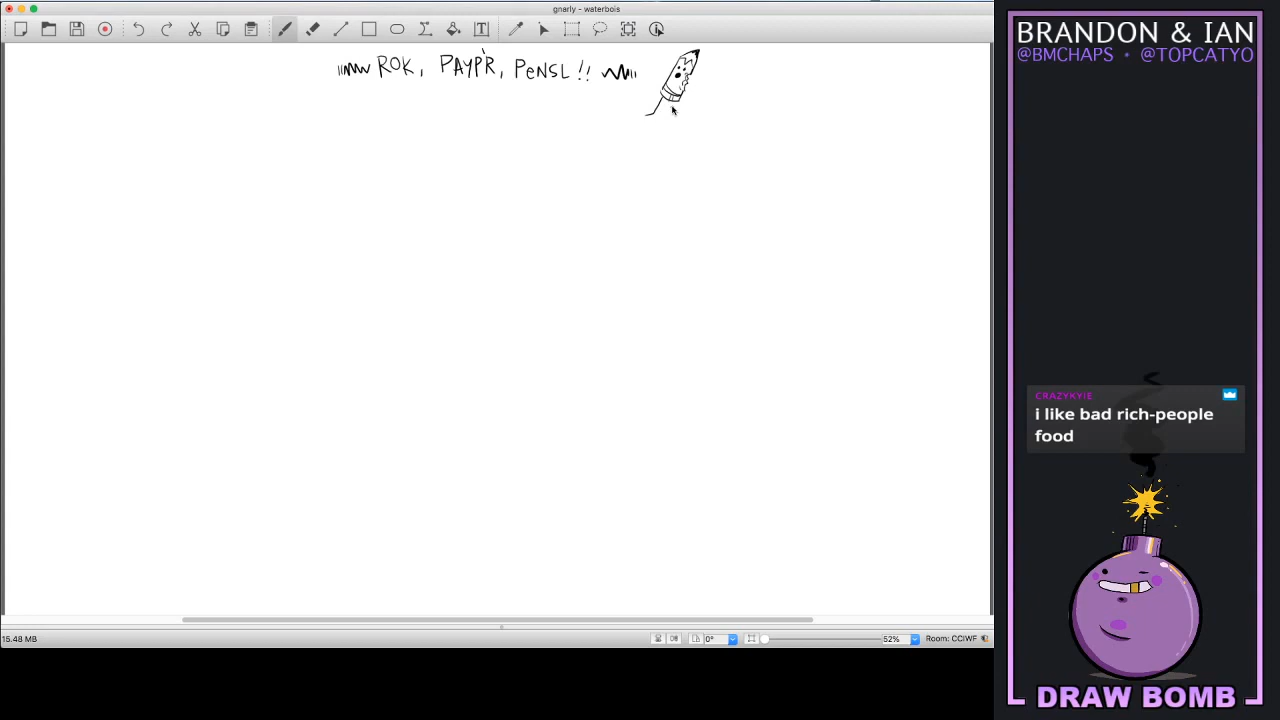 gnarly - waterbois
ROK, PAYPR, PeNSL!!
T
15.48 MB
0°
52%
Room: CCIWF
BRANDON & IAN
@BMCHAPS • @TOPCATYO
CRAZYKYIE
i like bad rich-people
food
DRAW BOMB